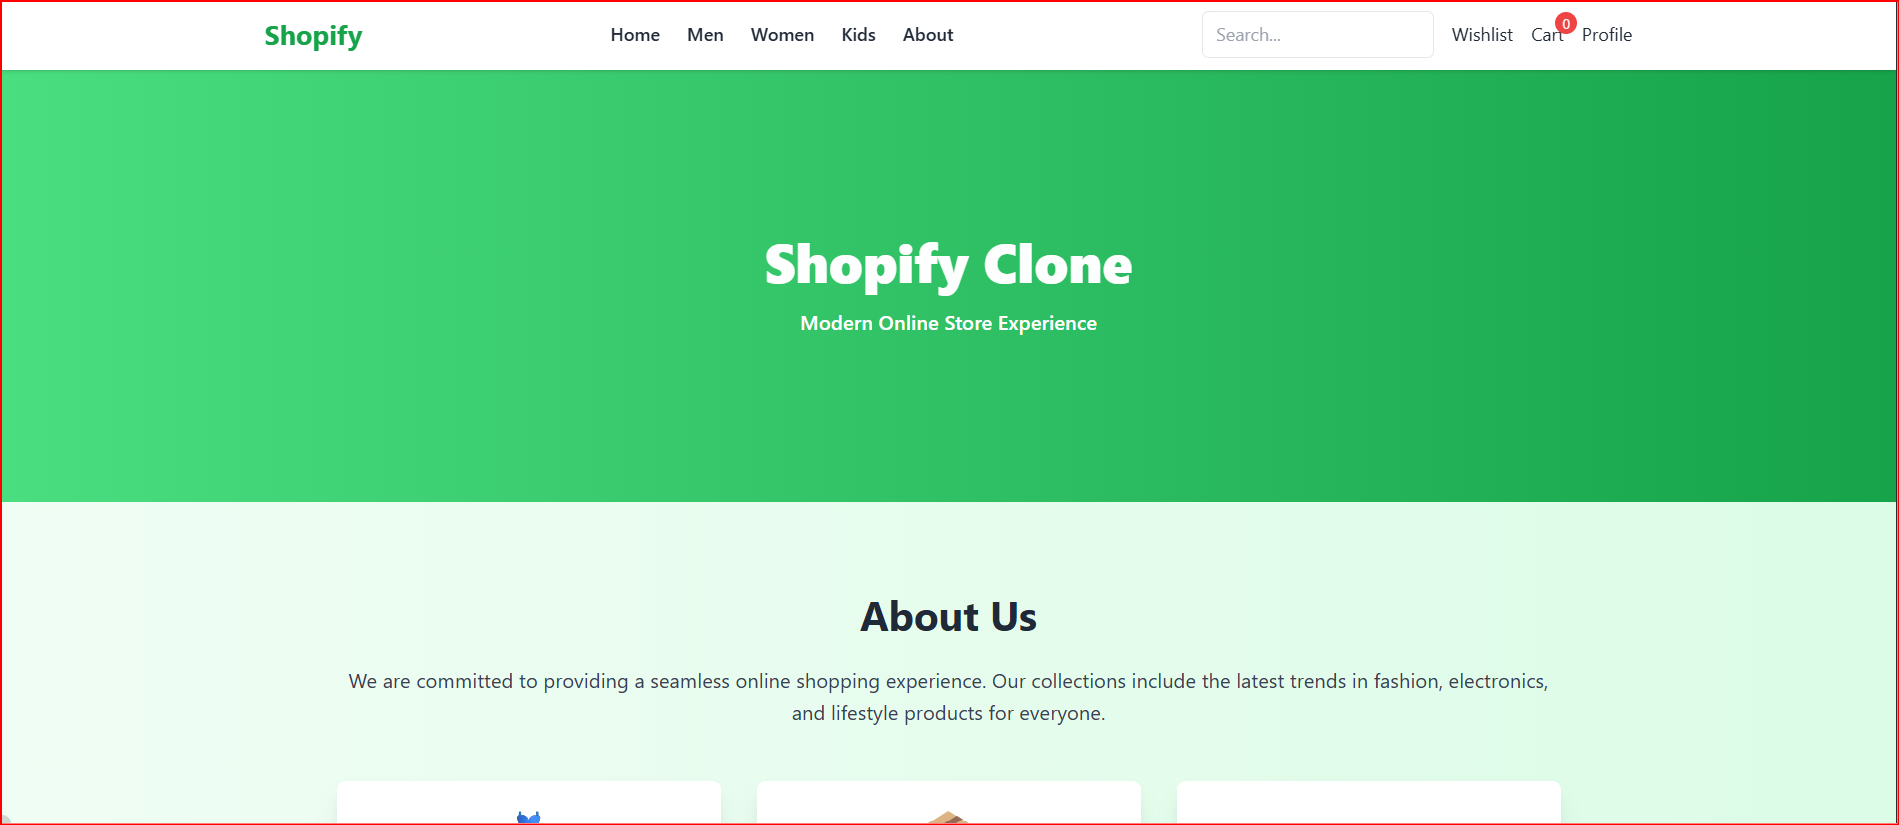 Shopify
Home Men Women Kids About
Search...
Wishlist Cart 0 Profile
Shopify Clone
Modern Online Store Experience
About Us
We are committed to providing a seamless online shopping experience. Our collections include the latest trends in fashion, electronics,
and lifestyle products for everyone.